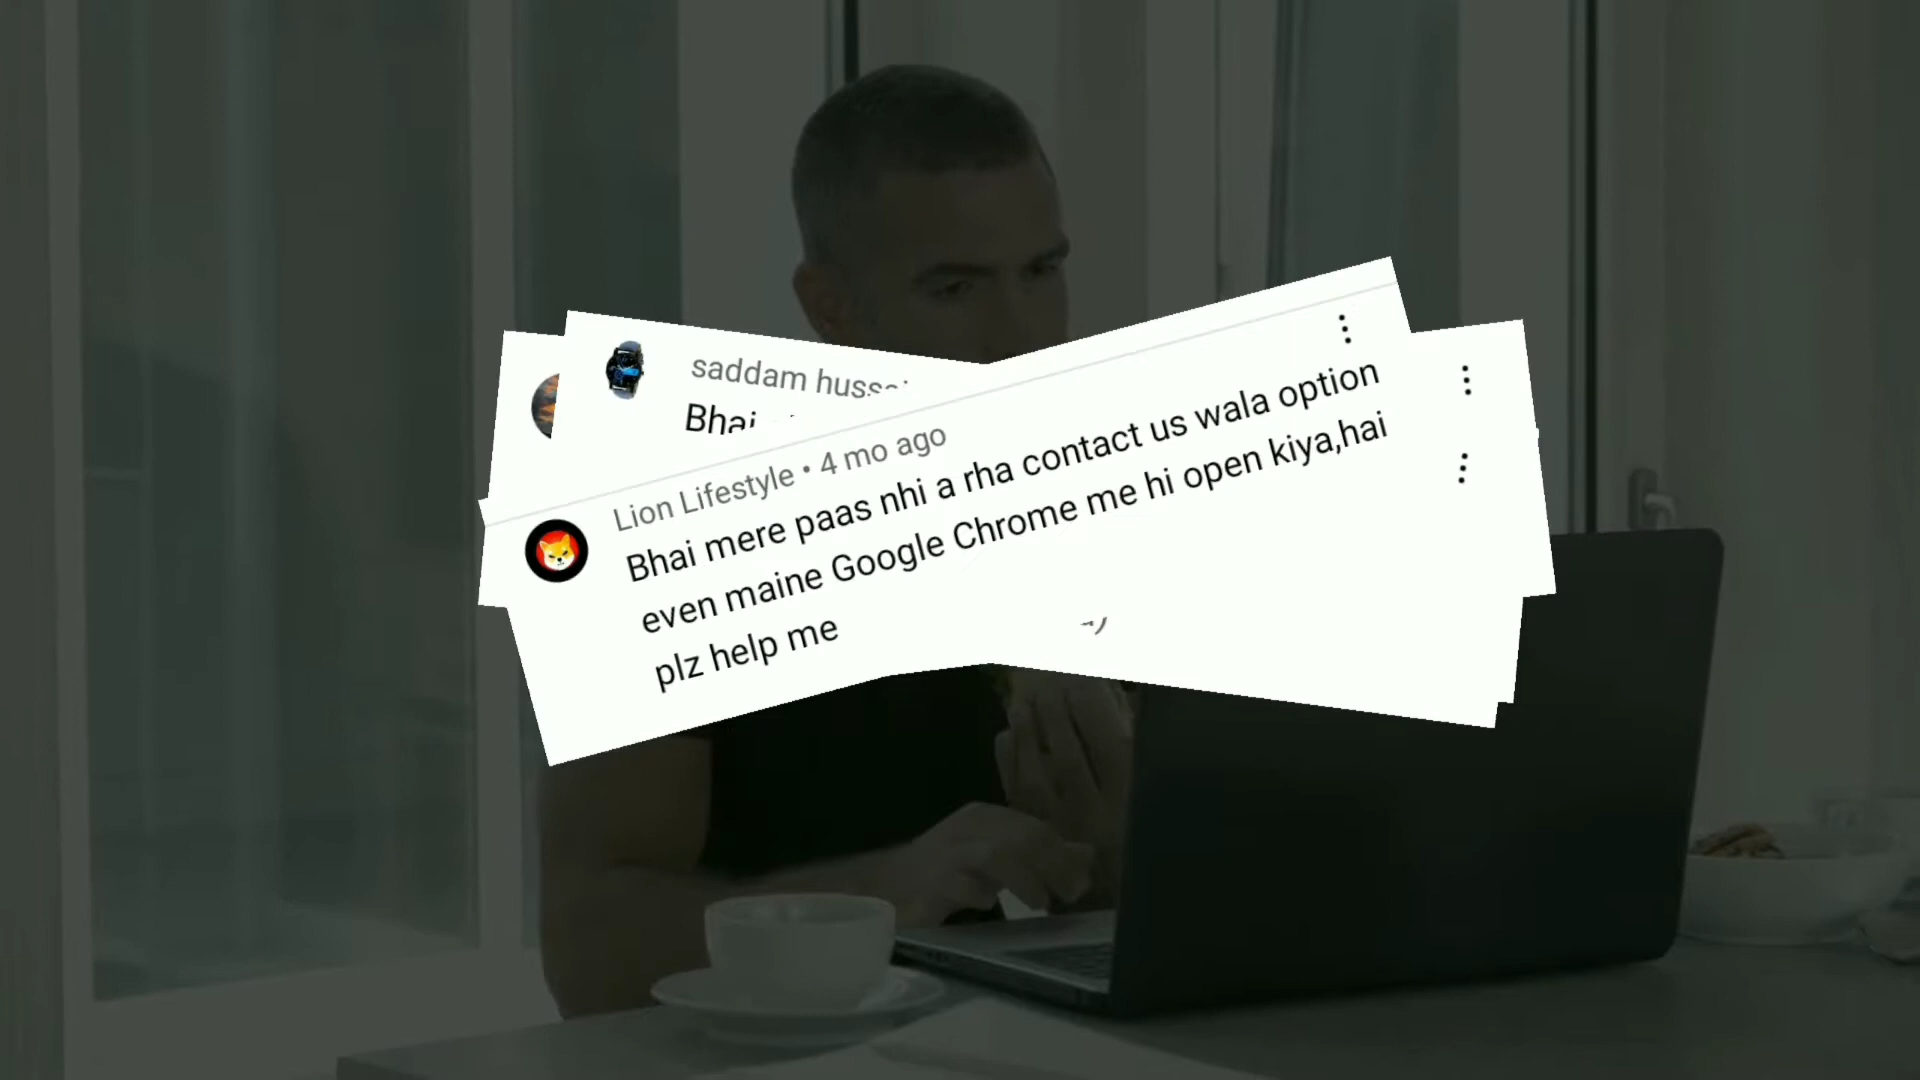 saddam
Bhai
Lion Lifestyle • 4 mo ago
Bhai mere paas nhi a rha contact us wala option
even maine Google Chrome me hi open kiya,hai
plz help me